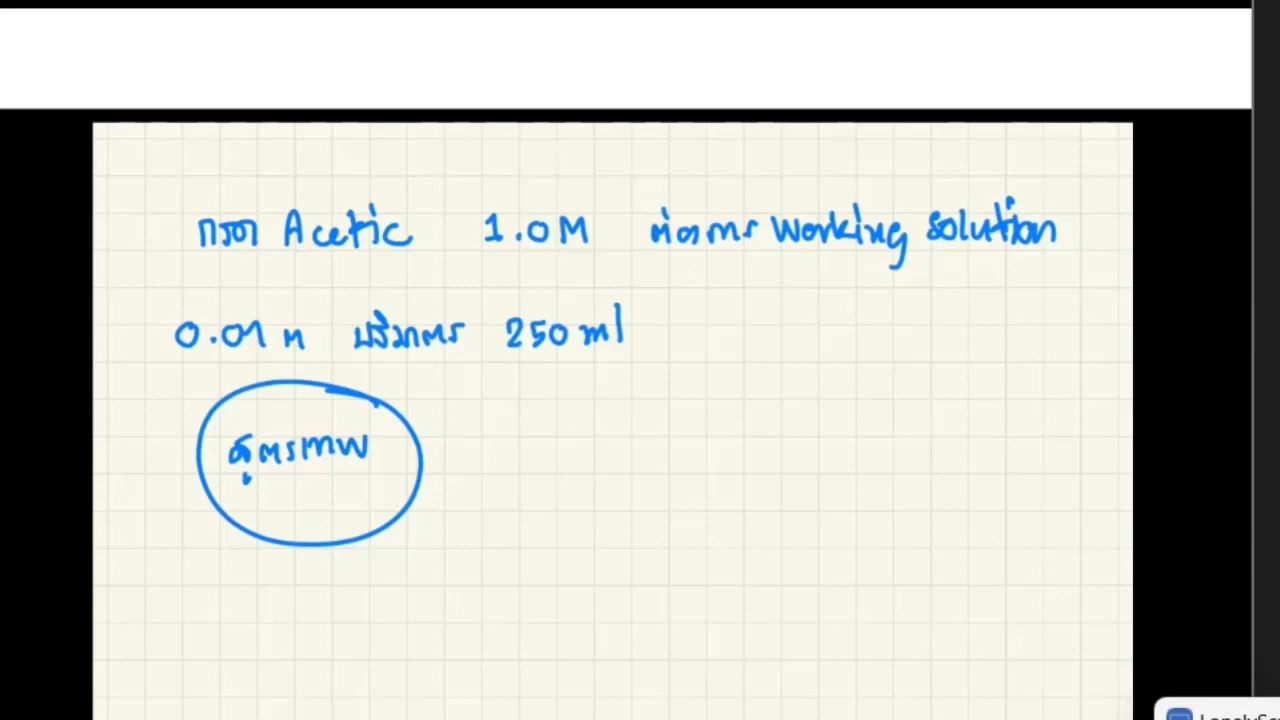 กรด Acetic 1.0M ต้องการ Working Solution
0.01 M ปริมาตร 250 ml
สูตรเทพ